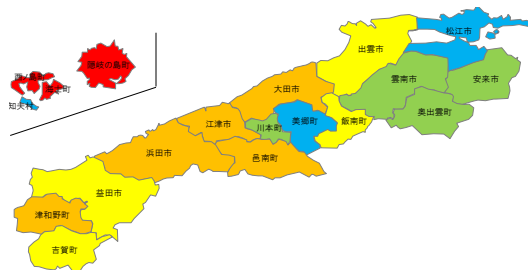 松江市
出雲市
隠岐の島町
西ノ島町
海士町
知夫村
雲南市
安来市
大田市
奥出雲町
美郷町
飯南町
江津市
川本町
浜田市
邑南町
益田市
津和野町
吉賀町